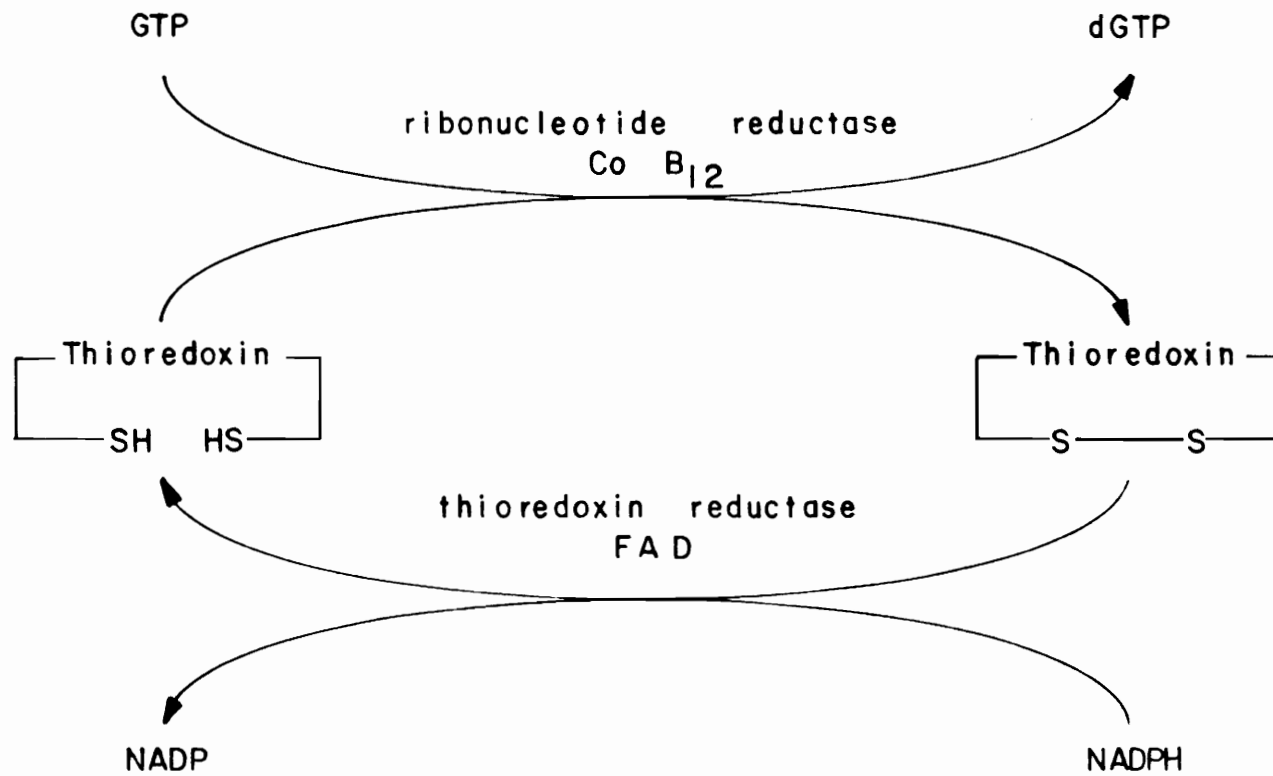 GTP dGTP
ribonucleotide reductase
Co B12
Thioredoxin Thioredoxin
SH HS S S
thioredoxin reductase
FAD
NADP NADPH